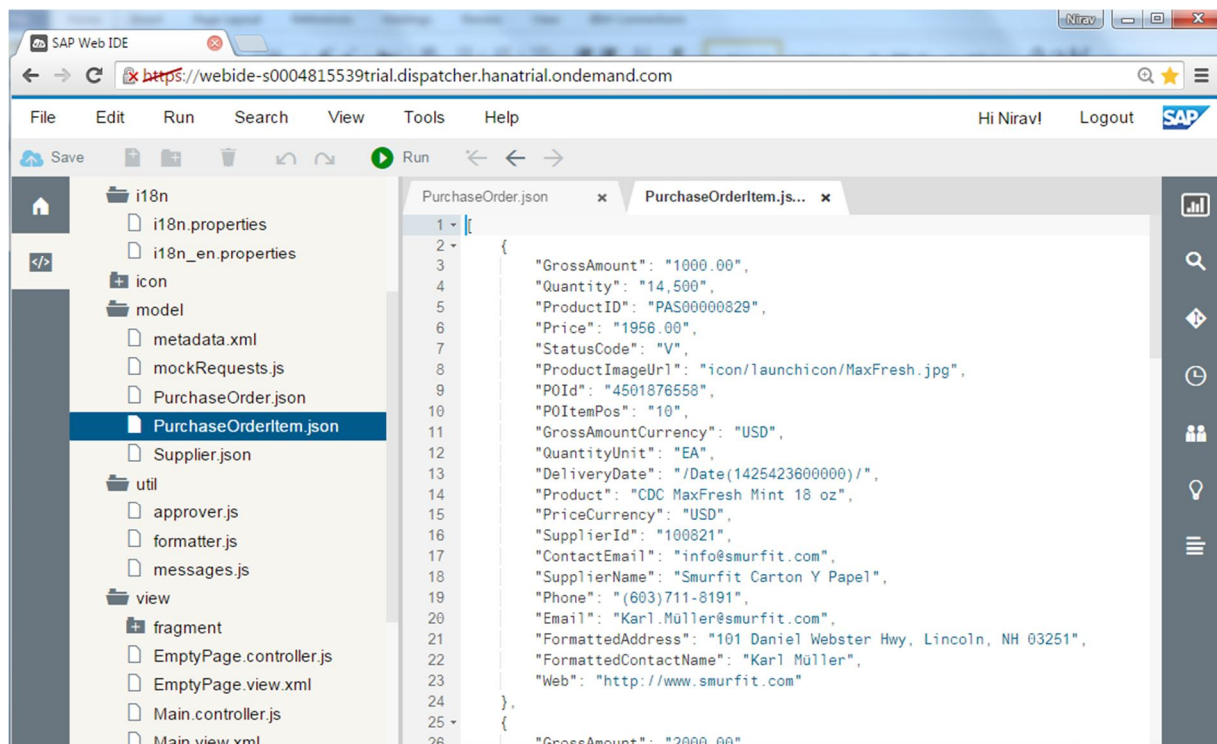 Nirav
SAP Web IDE
https://webide-s0004815539trial.dispatcher.hanatrial.ondemand.com
File Edit Run Search View Tools Help Hi Nirav! Logout SAP
Save Run
i18n
i18n.properties
i18n_en.properties
icon
model
metadata.xml
mockRequests.js
PurchaseOrder.json
PurchaseOrderItem.json
Supplier.json
util
approver.js
formatter.js
messages.js
view
fragment
EmptyPage.controller.js
EmptyPage.view.xml
Main.controller.js
Main.view.xml
PurchaseOrder.json x PurchaseOrderItem.js... x
1 [
2 {
3 "GrossAmount": "1000.00",
4 "Quantity": "14,500",
5 "ProductID": "PAS00000829",
6 "Price": "1956.00",
7 "StatusCode": "V",
8 "ProductImageUrl": "icon/launchicon/MaxFresh.jpg",
9 "POId": "4501876558",
10 "POItemPos": "10",
11 "GrossAmountCurrency": "USD",
12 "QuantityUnit": "EA",
13 "DeliveryDate": "/Date(1425423600000)/",
14 "Product": "CDC MaxFresh Mint 18 oz",
15 "PriceCurrency": "USD",
16 "SupplierId": "100821",
17 "ContactEmail": "info@smurfit.com",
18 "SupplierName": "Smurfit Carton Y Papel",
19 "Phone": "(603)711-8191",
20 "Email": "Karl.Müller@smurfit.com",
21 "FormattedAddress": "101 Daniel Webster Hwy, Lincoln, NH 03251",
22 "FormattedContactName": "Karl Müller",
23 "Web": "http://www.smurfit.com"
24 },
25 {
26 "GrossAmount": "2000.00"